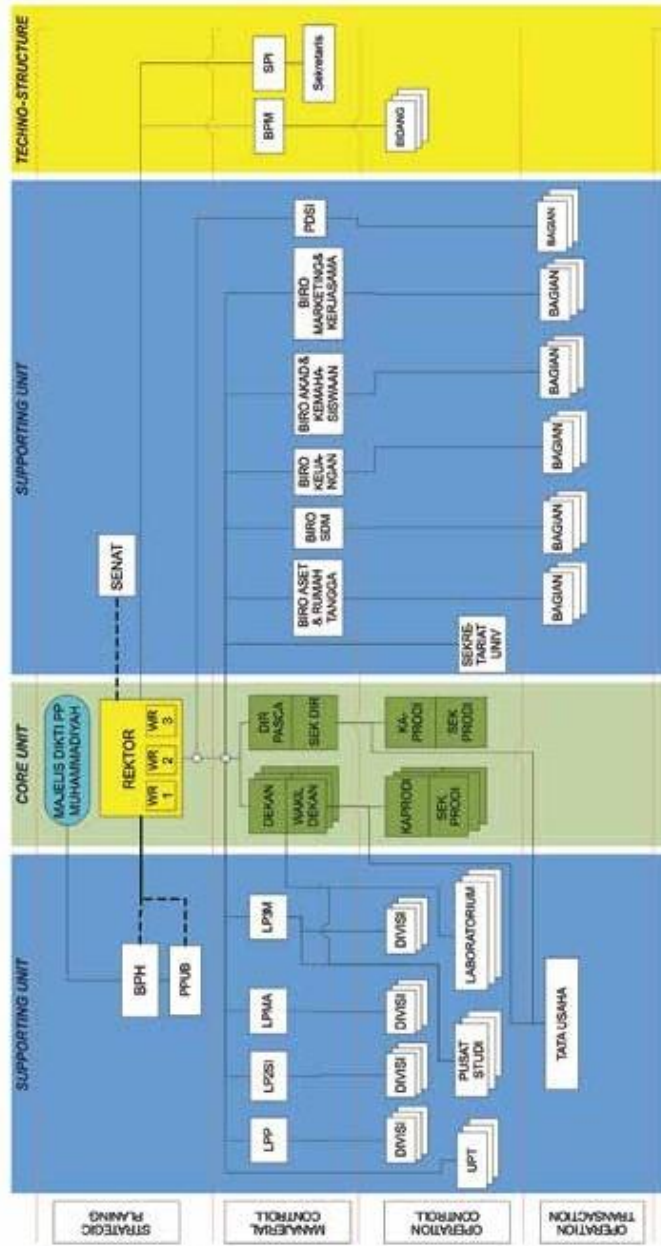 SUPPORTING UNIT
CORE UNIT
SUPPORTING UNIT
TECHNO-STRUCTURE
STRATEGIC
PLANING
MANAJERIAL
CONTROLL
OPERATION
CONTROLL
OPERATION
TRANSACTION
MAJELIS DIKTI PP
MUHAMMADIYAH
BPH
PPUB
REKTOR
WR
1
WR
2
WR
3
SENAT
LPP
LP2SI
LPMA
LP3M
DEKAN
WAKIL
DEKAN
DIR
PASCA
SEK DIR
BIRO ASET
& RUMAH
TANGGA
BIRO
SDM
BIRO
KEUA-
NGAN
BIRO AKAD &
KEMAHA-
SISWAAN
BIRO
MARKETING&
KERJASAMA
PDSI
BPM
SPI
Sekretaris
DIVISI
DIVISI
DIVISI
DIVISI
KAPRODI
SEK
PRODI
KA-
PRODI
SEK
PRODI
BIDANG
UPT
PUSAT
STUDI
LABORATORIUM
SEKRE-
TARIAT
UNIV
TATA USAHA
BAGIAN
BAGIAN
BAGIAN
BAGIAN
BAGIAN
BAGIAN